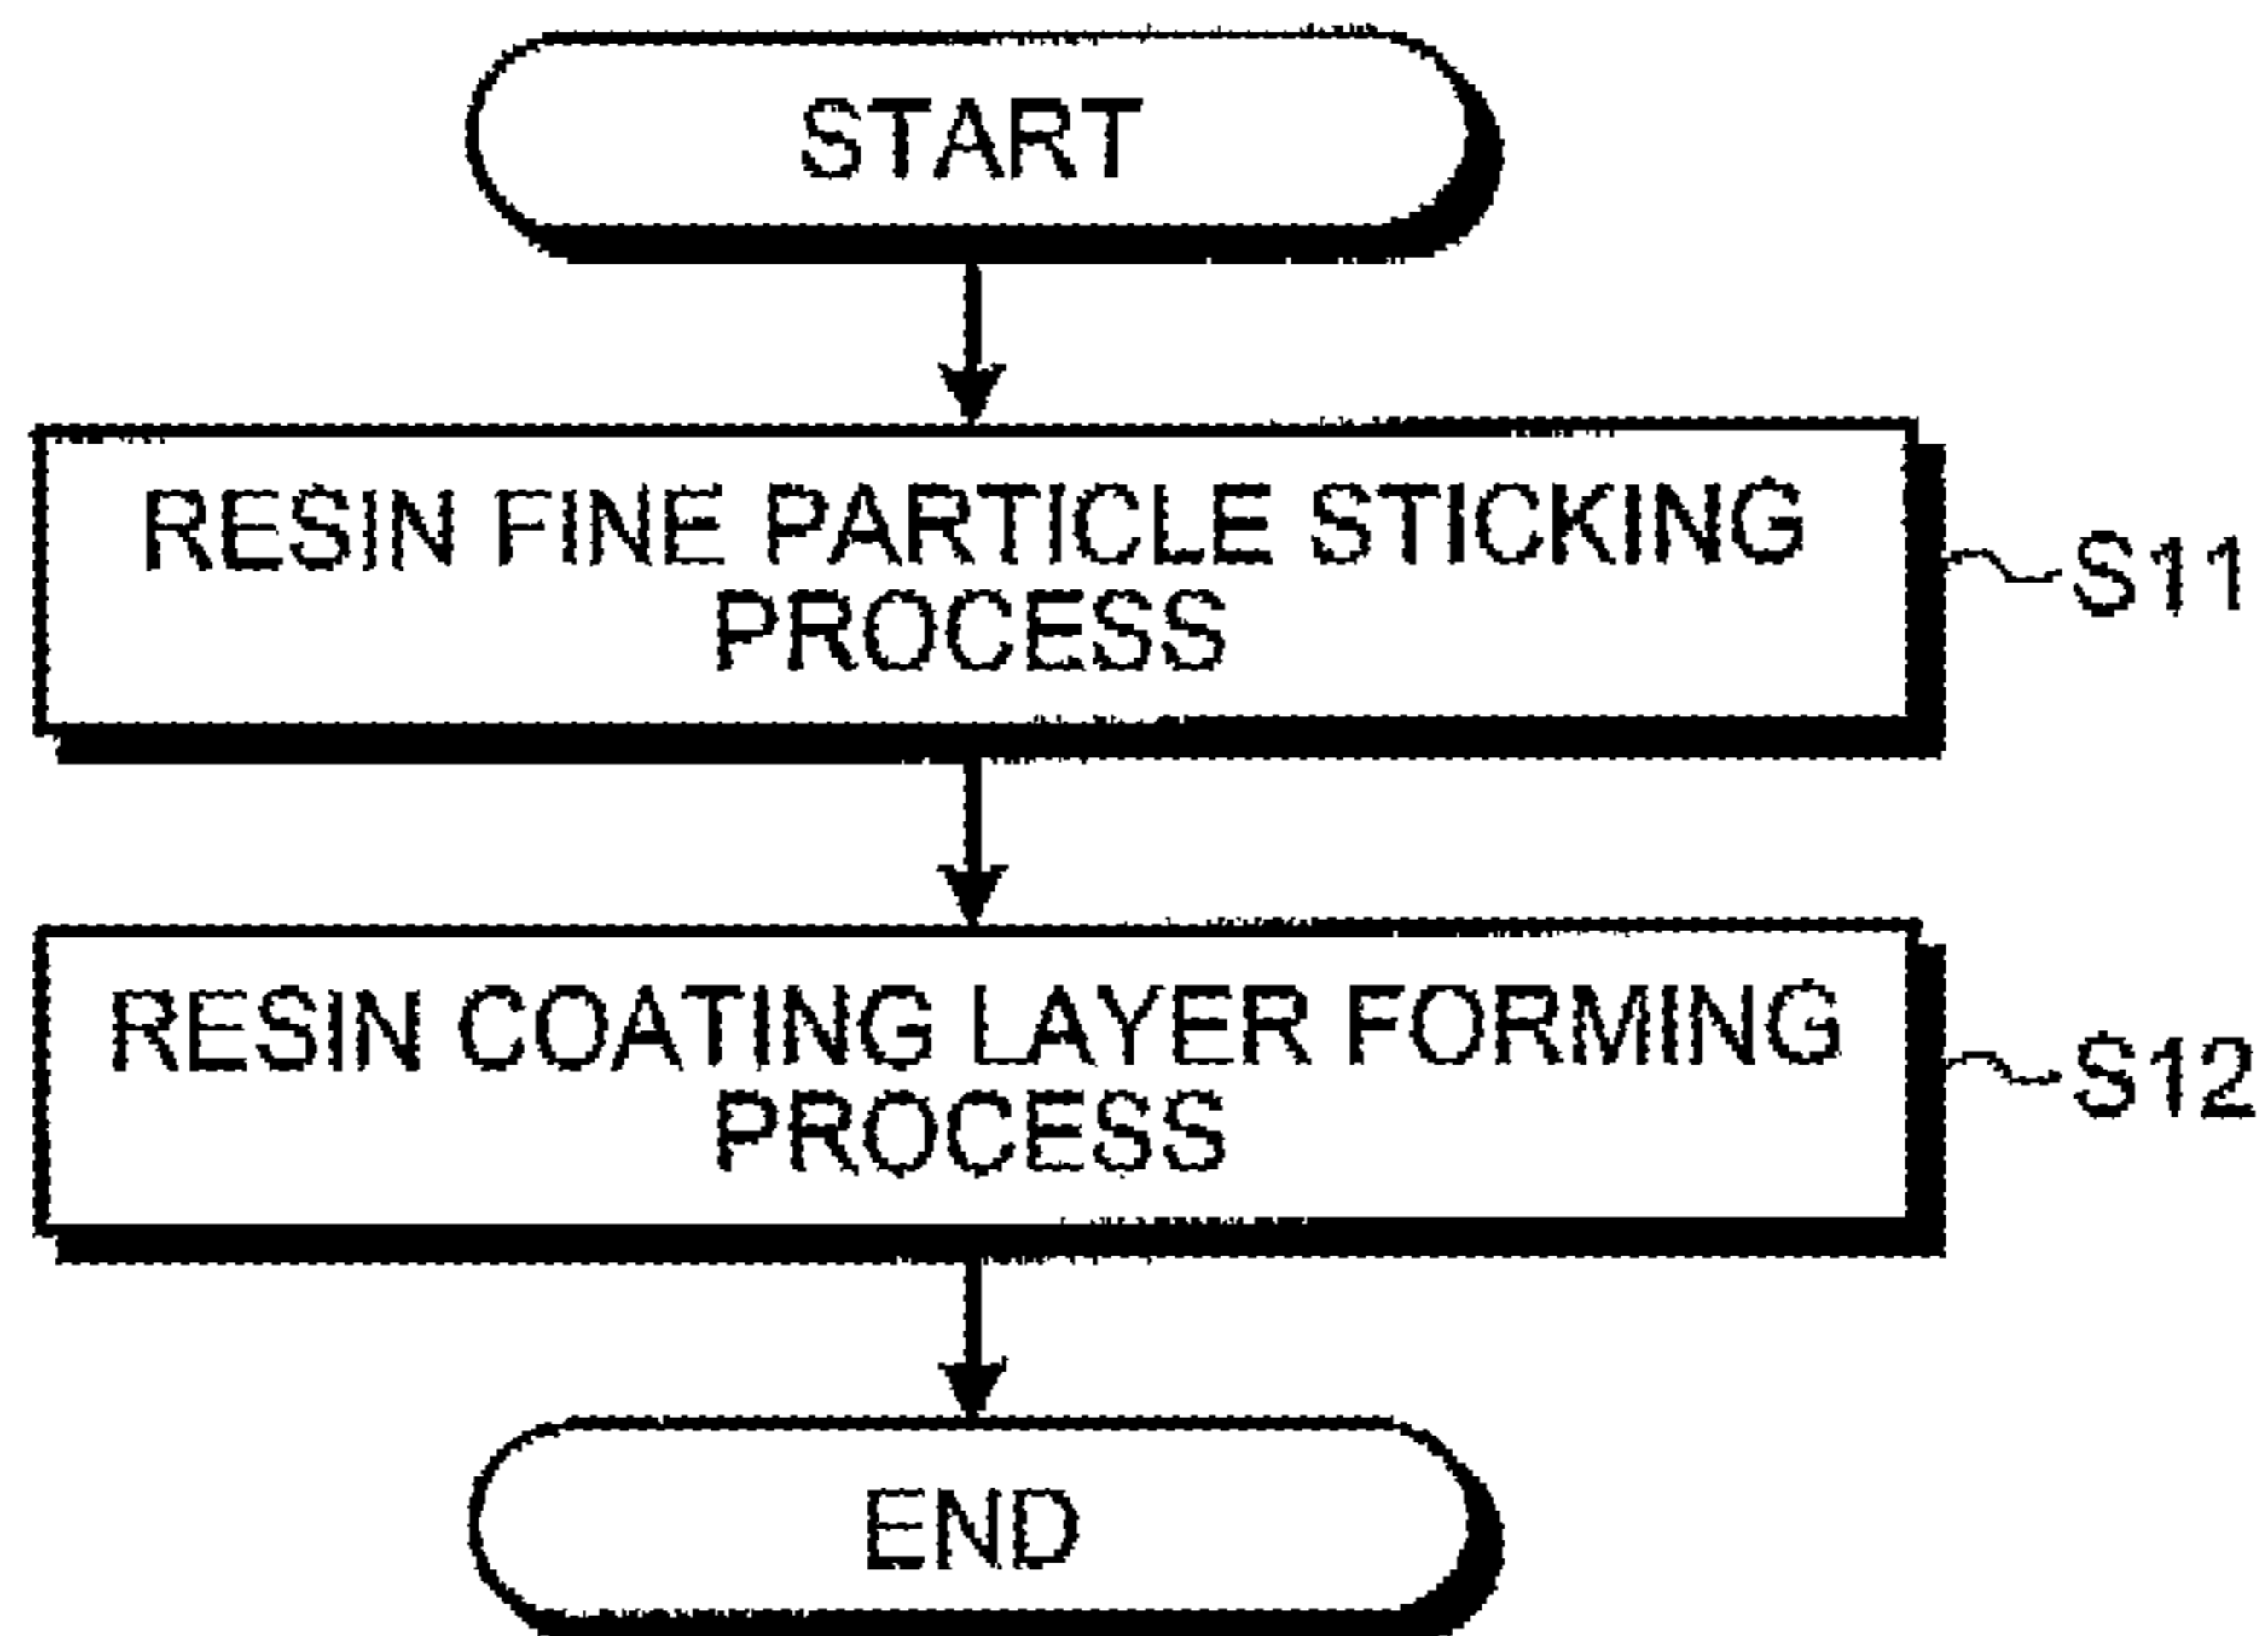 START
RESIN FINE PARTICLE STICKING
PROCESS
S11
RESIN COATING LAYER FORMING
PROCESS
S12
END